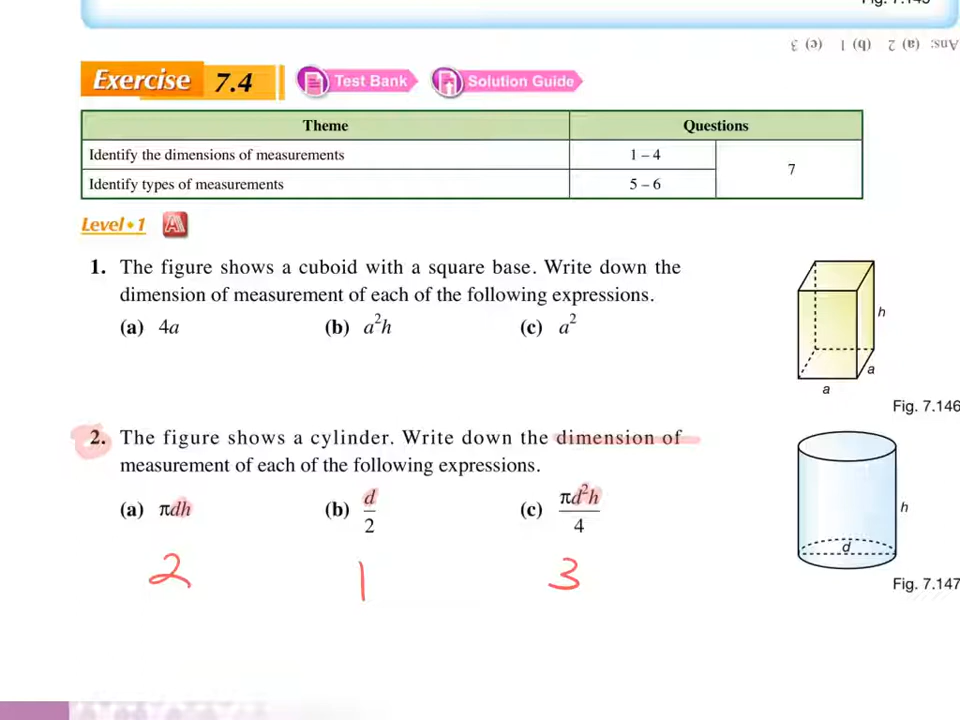 Fig. 7.145
Ans: (a) 2 (b) 1 (c) 3
Exercise 7.4 Test Bank Solution Guide
Theme Questions
Identify the dimensions of measurements 1 – 4
7
Identify types of measurements 5 – 6
Level • 1 A
1. The figure shows a cuboid with a square base. Write down the
dimension of measurement of each of the following expressions.
(a) 4a (b) a²h (c) a²
h
a
a
Fig. 7.146
2. The figure shows a cylinder. Write down the dimension of
measurement of each of the following expressions.
(a) πdh (b) d/2 (c) πd²h/4
h
d
2 1 3
Fig. 7.147